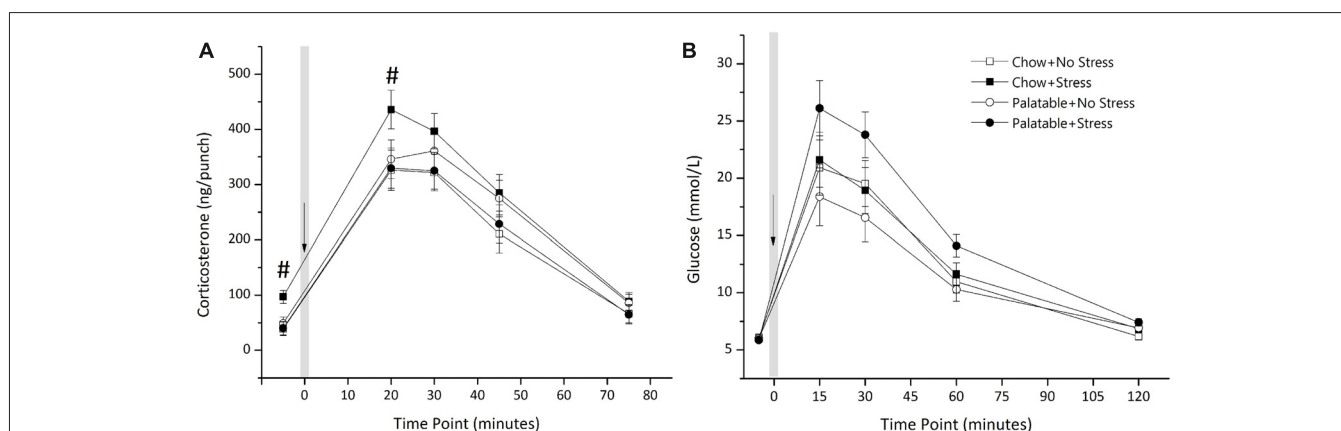 A
#
#
500
400
300
200
100
0
Corticosterone (ng/punch)
0 10 20 30 40 50 60 70 80
Time Point (minutes)
B
30
25
20
15
10
5
Glucose (mmol/L)
Chow+No Stress
Chow+Stress
Palatable+No Stress
Palatable+Stress
0 15 30 45 60 75 90 105 120
Time Point (minutes)